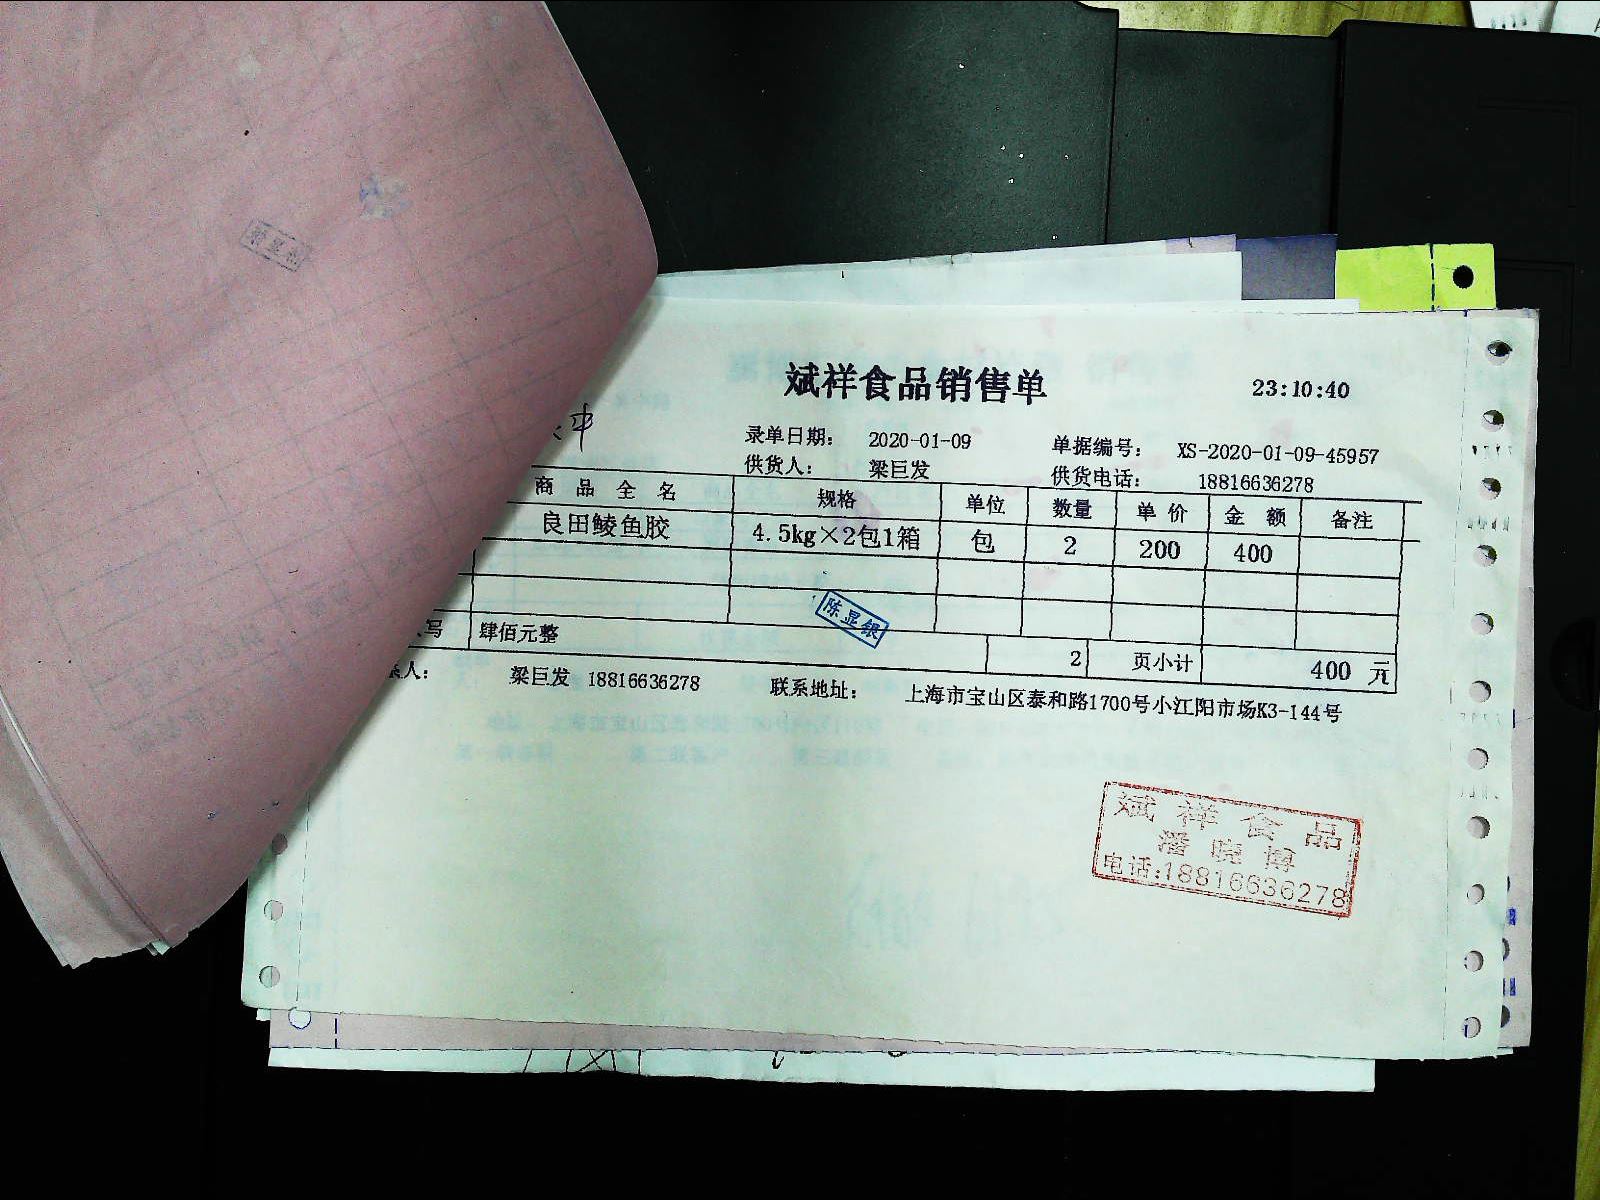 斌祥食品销售单 23:10:40
中
录单日期： 2020-01-09 单据编号： XS-2020-01-09-45957
供货人： 梁巨发 供货电话： 18816636278
商 品 全 名 规格 单位 数量 单 价 金 额 备注
良田鲮鱼胶 4.5kg×2包1箱 包 2 200 400
陈显银
写 肆佰元整 2 页小计 400 元
人： 梁巨发 18816636278 联系地址： 上海市宝山区泰和路1700号小江阳市场K3-144号
斌祥食品
潘晓博
电话:18816636278